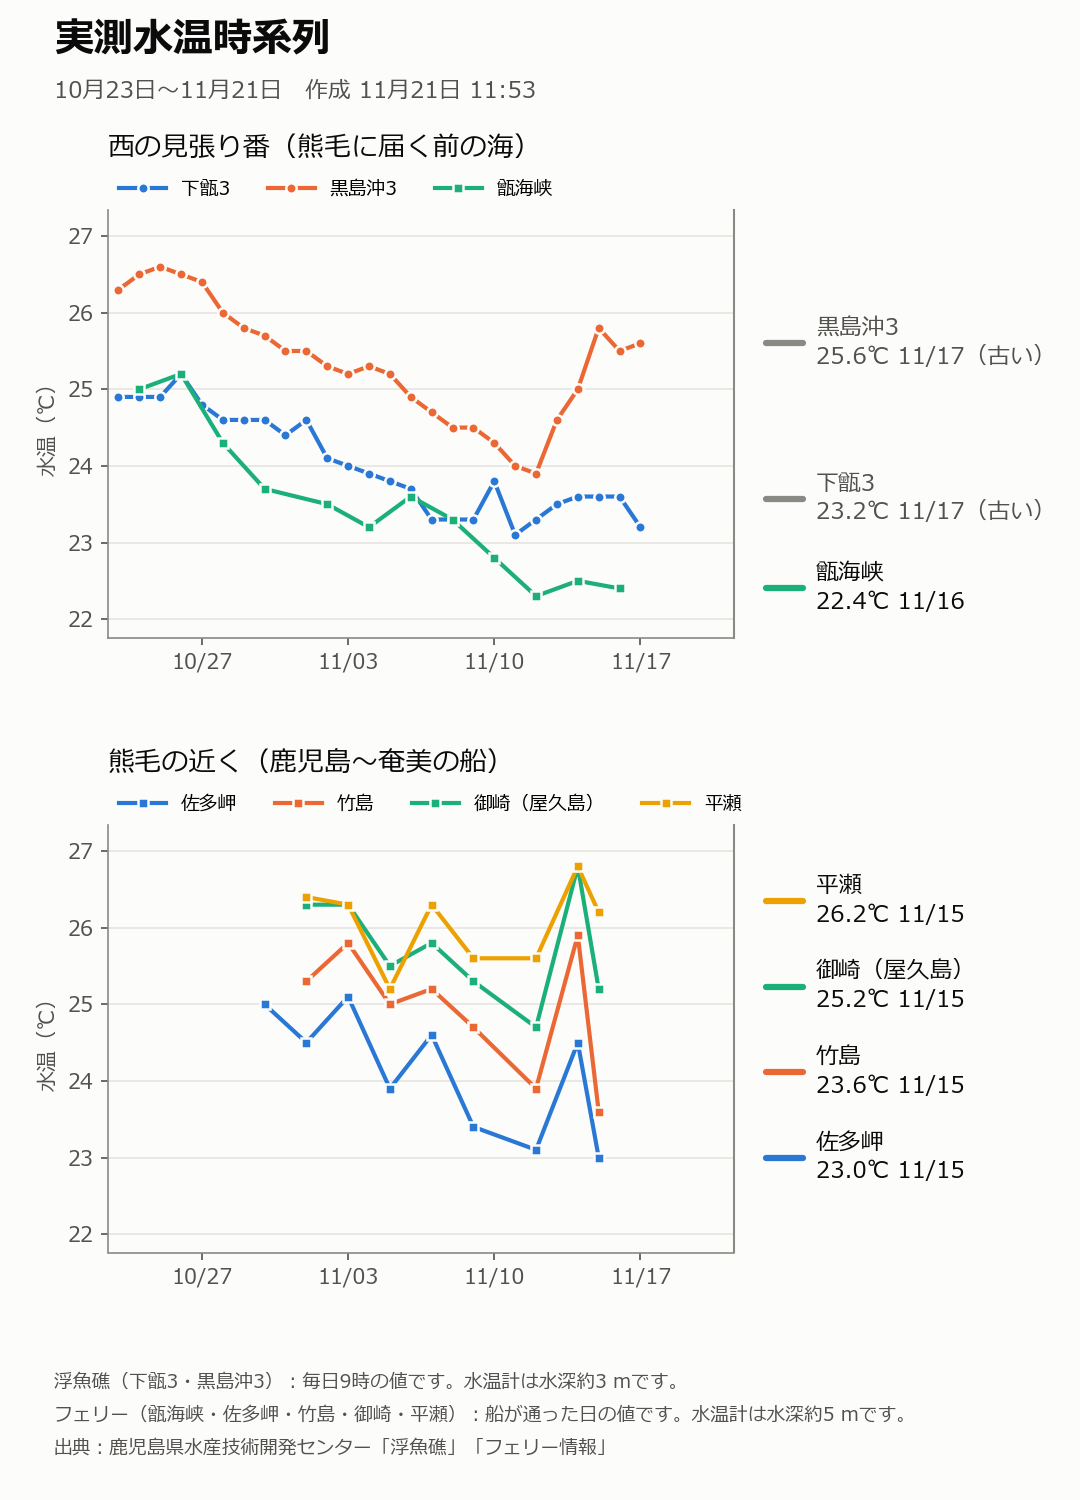 実測水温時系列
10月23日～11月21日　作成 11月21日 11:53
西の見張り番（熊毛に届く前の海）
下甑3　黒島沖3　甑海峡
27
26
25
24
23
22
水温（℃）
10/27　11/03　11/10　11/17
黒島沖3
25.6℃ 11/17（古い）
下甑3
23.2℃ 11/17（古い）
甑海峡
22.4℃ 11/16
熊毛の近く（鹿児島～奄美の船）
佐多岬　竹島　御崎（屋久島）　平瀬
27
26
25
24
23
22
水温（℃）
10/27　11/03　11/10　11/17
平瀬
26.2℃ 11/15
御崎（屋久島）
25.2℃ 11/15
竹島
23.6℃ 11/15
佐多岬
23.0℃ 11/15
浮魚礁（下甑3・黒島沖3）：毎日9時の値です。水温計は水深約3 mです。
フェリー（甑海峡・佐多岬・竹島・御崎・平瀬）：船が通った日の値です。水温計は水深約5 mです。
出典：鹿児島県水産技術開発センター「浮魚礁」「フェリー情報」